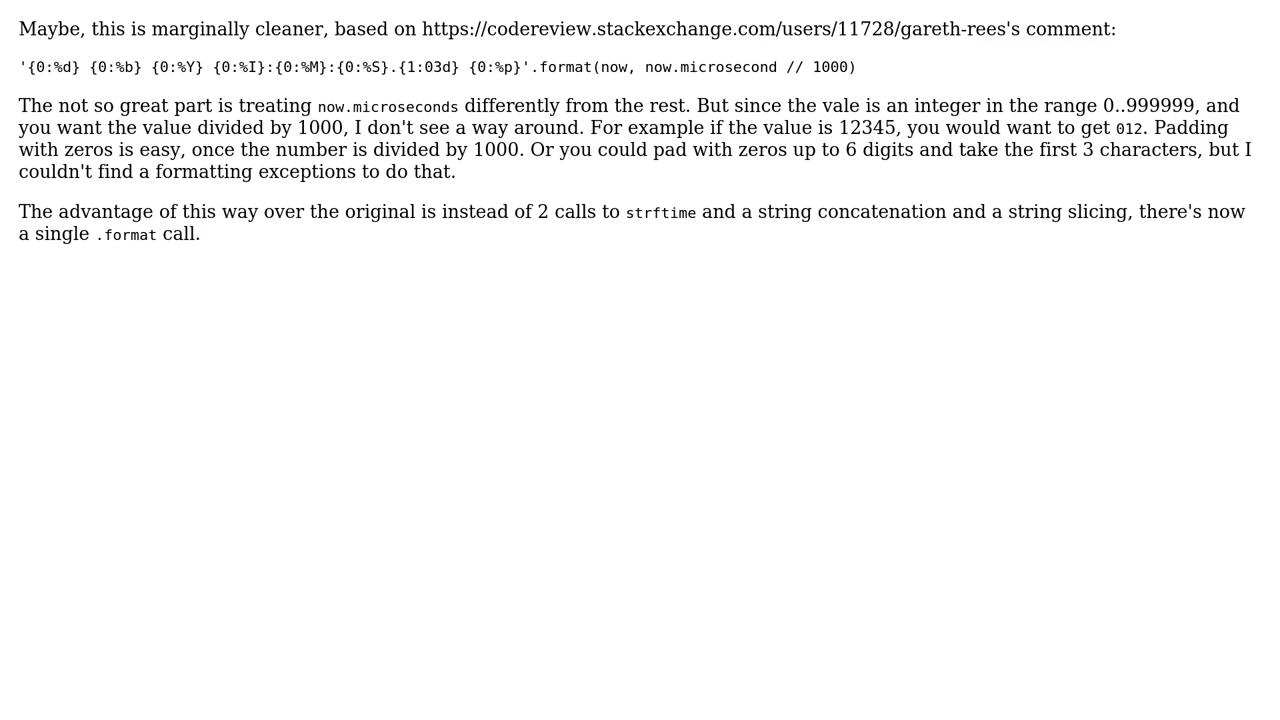 Maybe, this is marginally cleaner, based on https://codereview.stackexchange.com/users/11728/gareth-rees's comment:
'{0:%d} {0:%b} {0:%Y} {0:%I}:{0:%M}:{0:%S}.{1:03d} {0:%p}'.format(now, now.microsecond // 1000)
The not so great part is treating now.microseconds differently from the rest. But since the vale is an integer in the range 0..999999, and
you want the value divided by 1000, I don't see a way around. For example if the value is 12345, you would want to get 012. Padding
with zeros is easy, once the number is divided by 1000. Or you could pad with zeros up to 6 digits and take the first 3 characters, but I
couldn't find a formatting exceptions to do that.
The advantage of this way over the original is instead of 2 calls to strftime and a string concatenation and a string slicing, there's now
a single .format call.